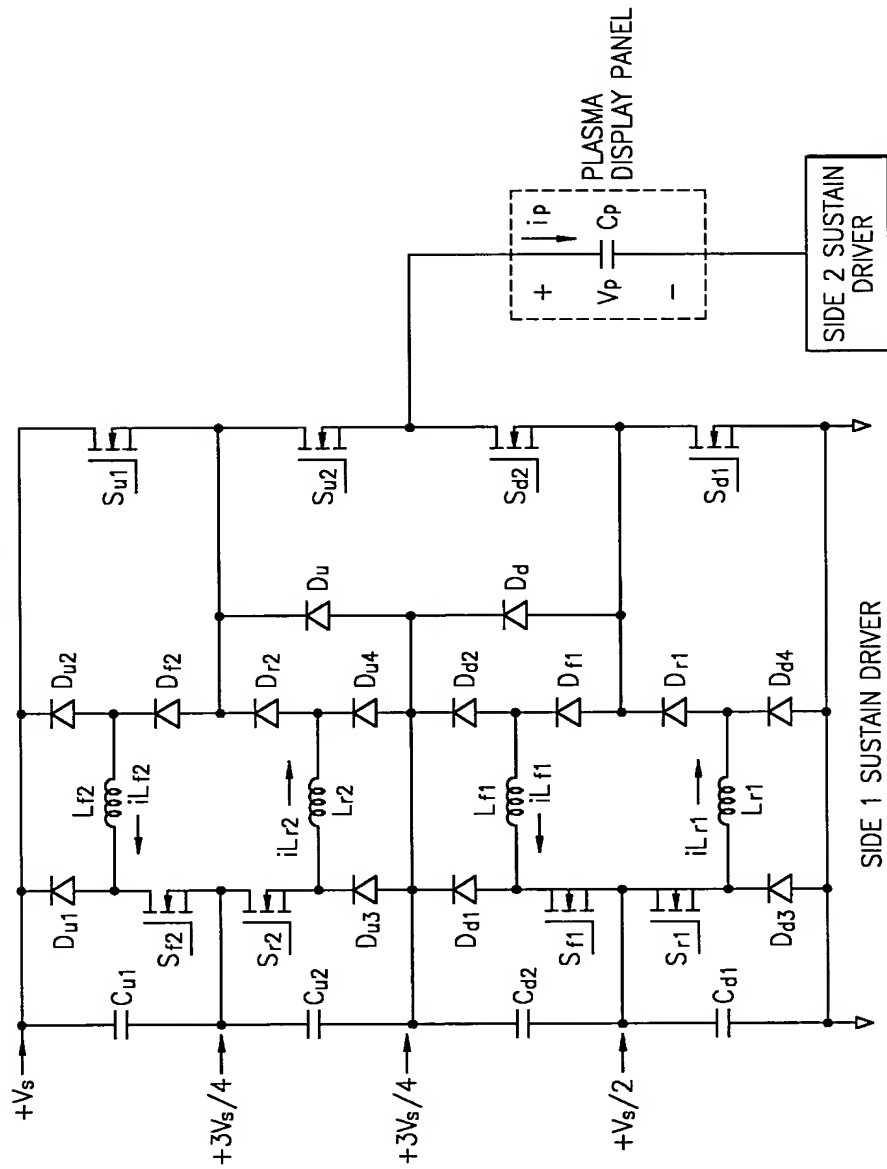 +Vs
+3Vs/4
+3Vs/4
+Vs/2
Cu1
Cu2
Cd2
Cd1
Du1
Sf2
Sr2
Du3
Dd1
Sf1
Sr1
Dd3
Lf2
iLf2
iLr2
Lr2
Lf1
iLf1
iLr1
Lr1
Du2
Df2
Dr2
Du4
Dd2
Df1
Dr1
Dd4
Du
Dd
Su1
Su2
Sd2
Sd1
SIDE 1 SUSTAIN DRIVER
PLASMA
DISPLAY PANEL
+
ip
Vp
Cp
−
SIDE 2 SUSTAIN
DRIVER